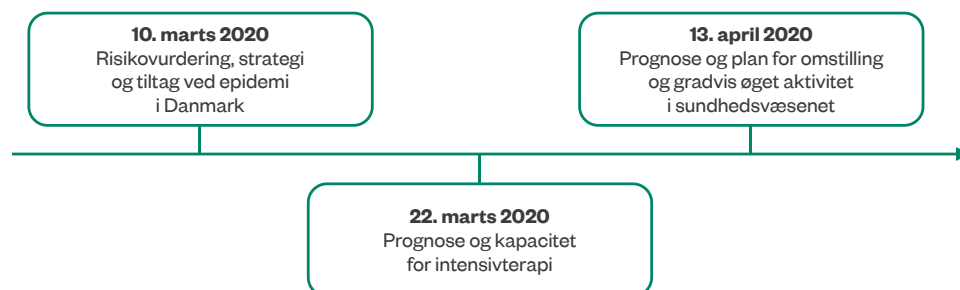 10. marts 2020
Risikovurdering, strategi
og tiltag ved epidemi
i Danmark
22. marts 2020
Prognose og kapacitet
for intensivterapi
13. april 2020
Prognose og plan for omstilling
og gradvis øget aktivitet
i sundhedsvæsenet